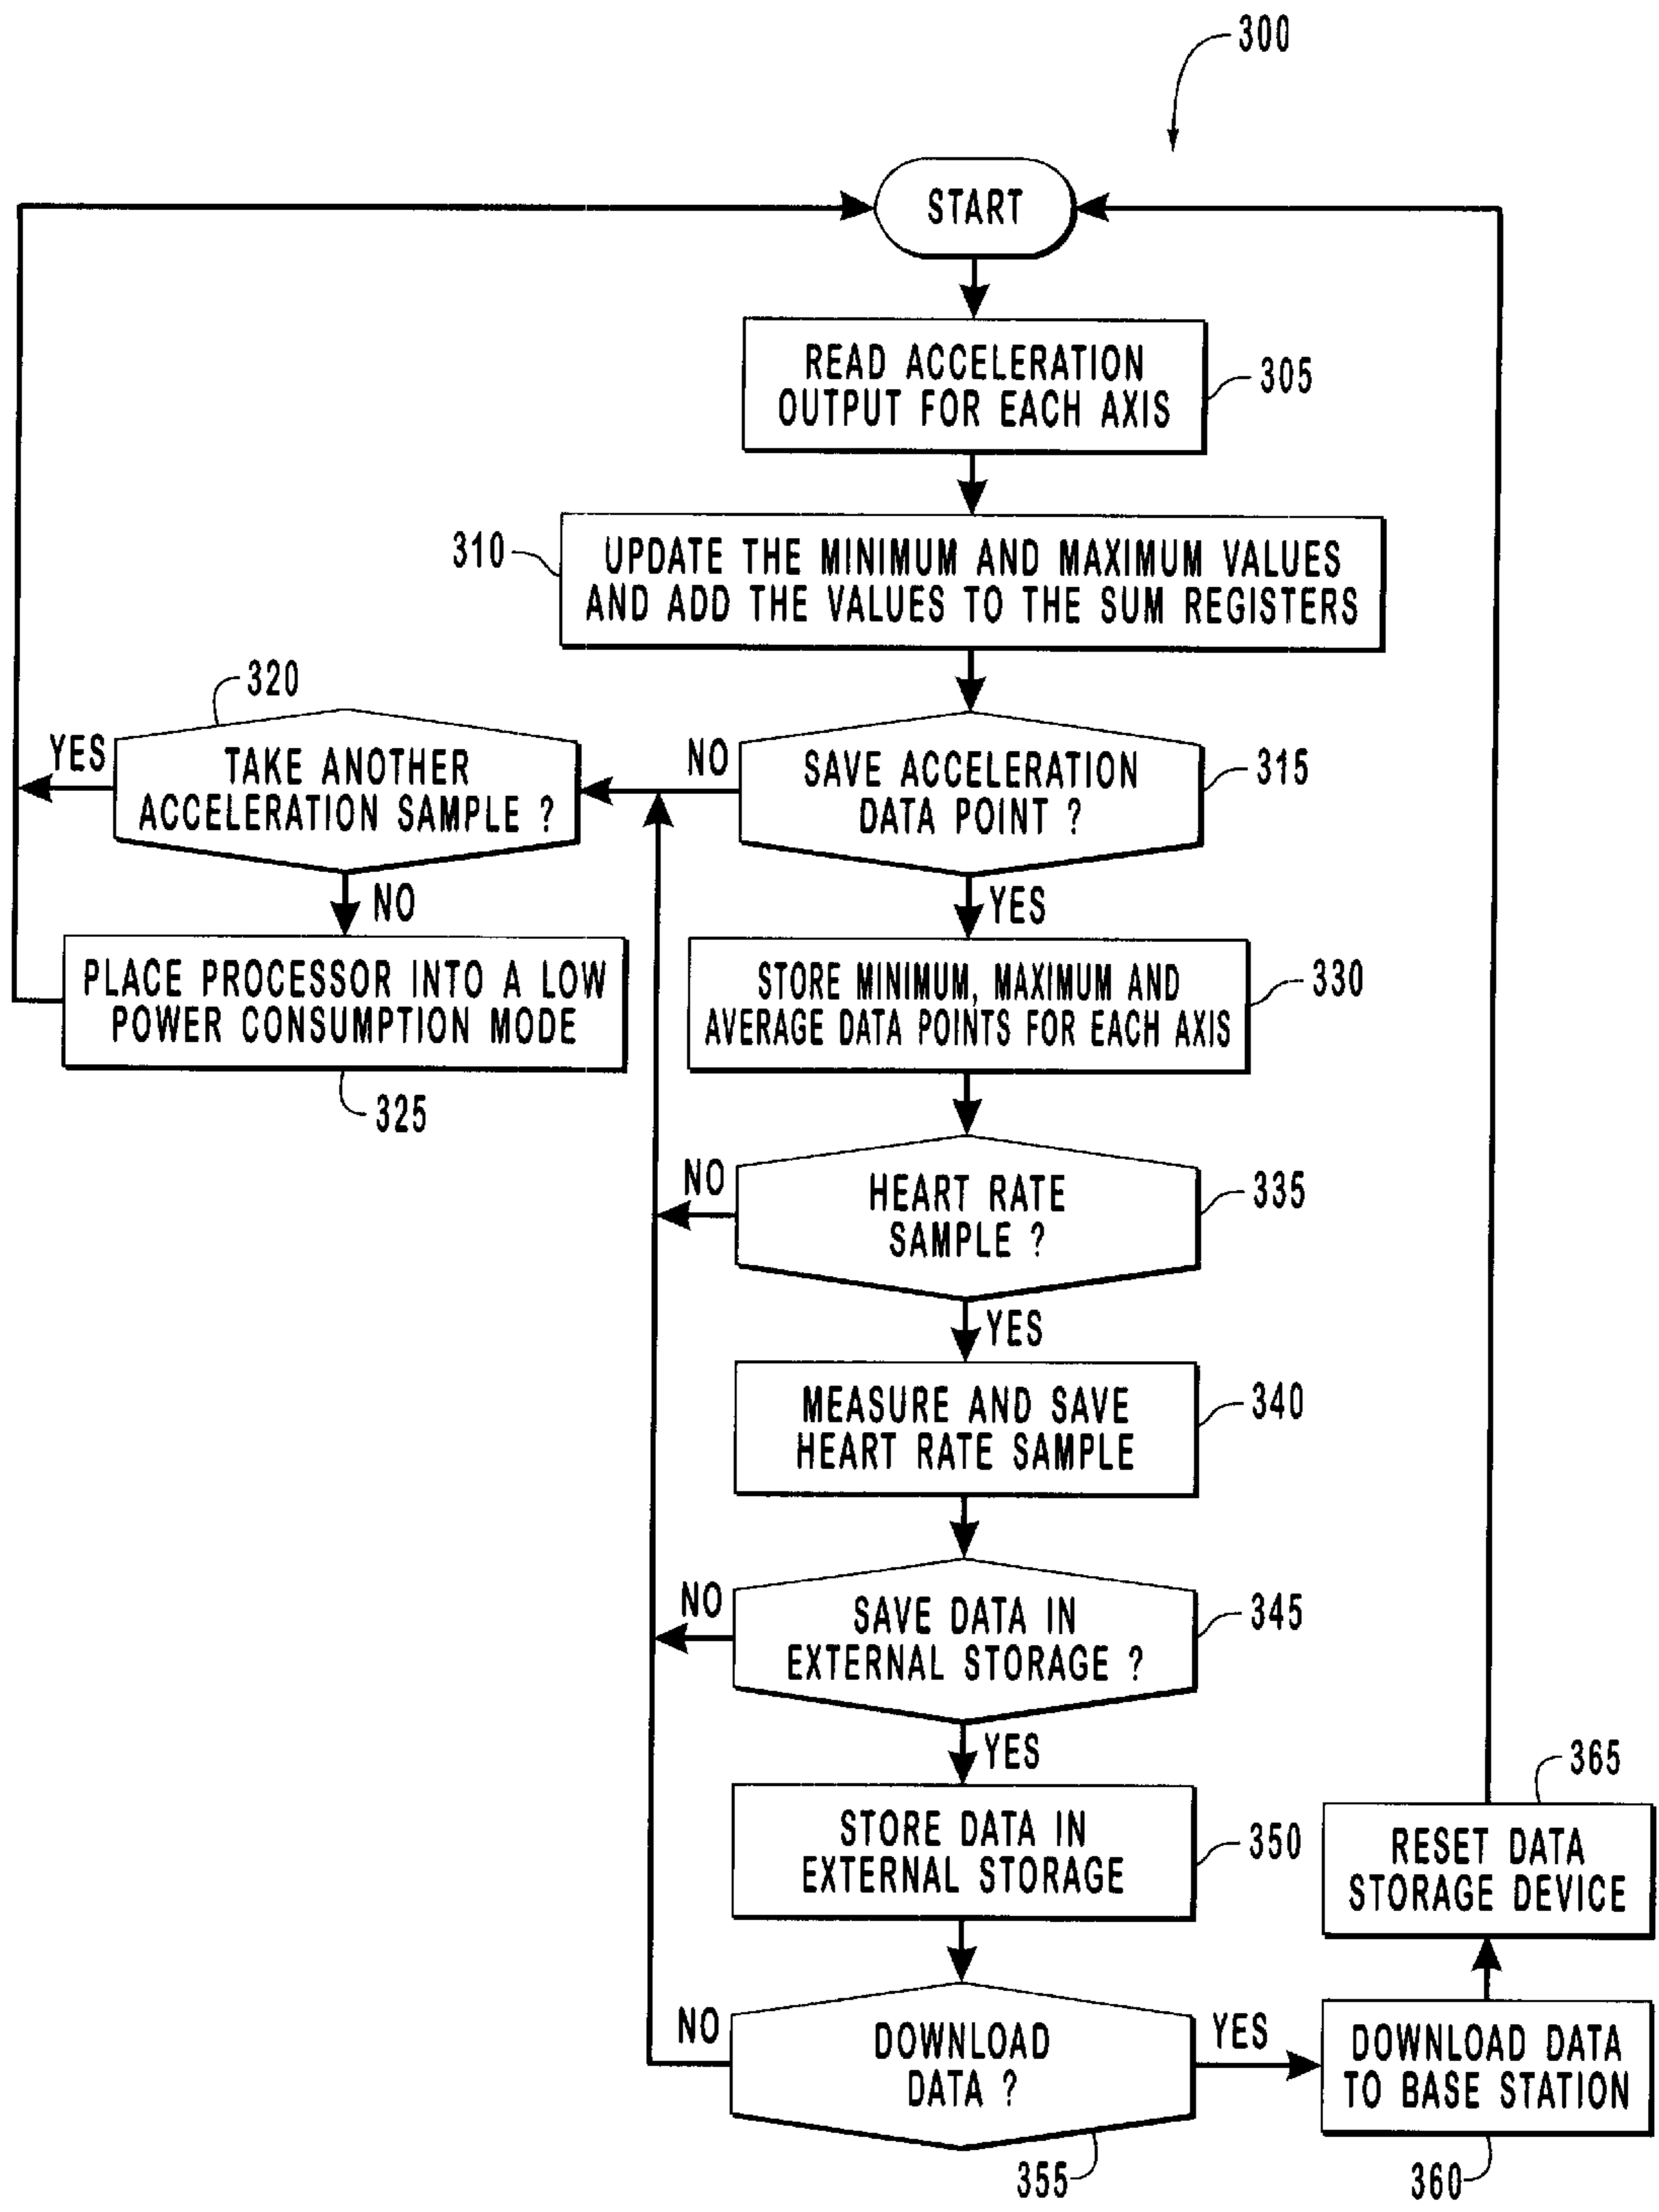 300
START
READ ACCELERATION
OUTPUT FOR EACH AXIS
305
310
UPDATE THE MINIMUM AND MAXIMUM VALUES
AND ADD THE VALUES TO THE SUM REGISTERS
320
YES
TAKE ANOTHER
ACCELERATION SAMPLE ?
NO
SAVE ACCELERATION
DATA POINT ?
315
NO
YES
PLACE PROCESSOR INTO A LOW
POWER CONSUMPTION MODE
325
STORE MINIMUM, MAXIMUM AND
AVERAGE DATA POINTS FOR EACH AXIS
330
NO
HEART RATE
SAMPLE ?
335
YES
MEASURE AND SAVE
HEART RATE SAMPLE
340
NO
SAVE DATA IN
EXTERNAL STORAGE ?
345
YES
STORE DATA IN
EXTERNAL STORAGE
350
365
RESET DATA
STORAGE DEVICE
NO
DOWNLOAD
DATA ?
YES
355
DOWNLOAD DATA
TO BASE STATION
360